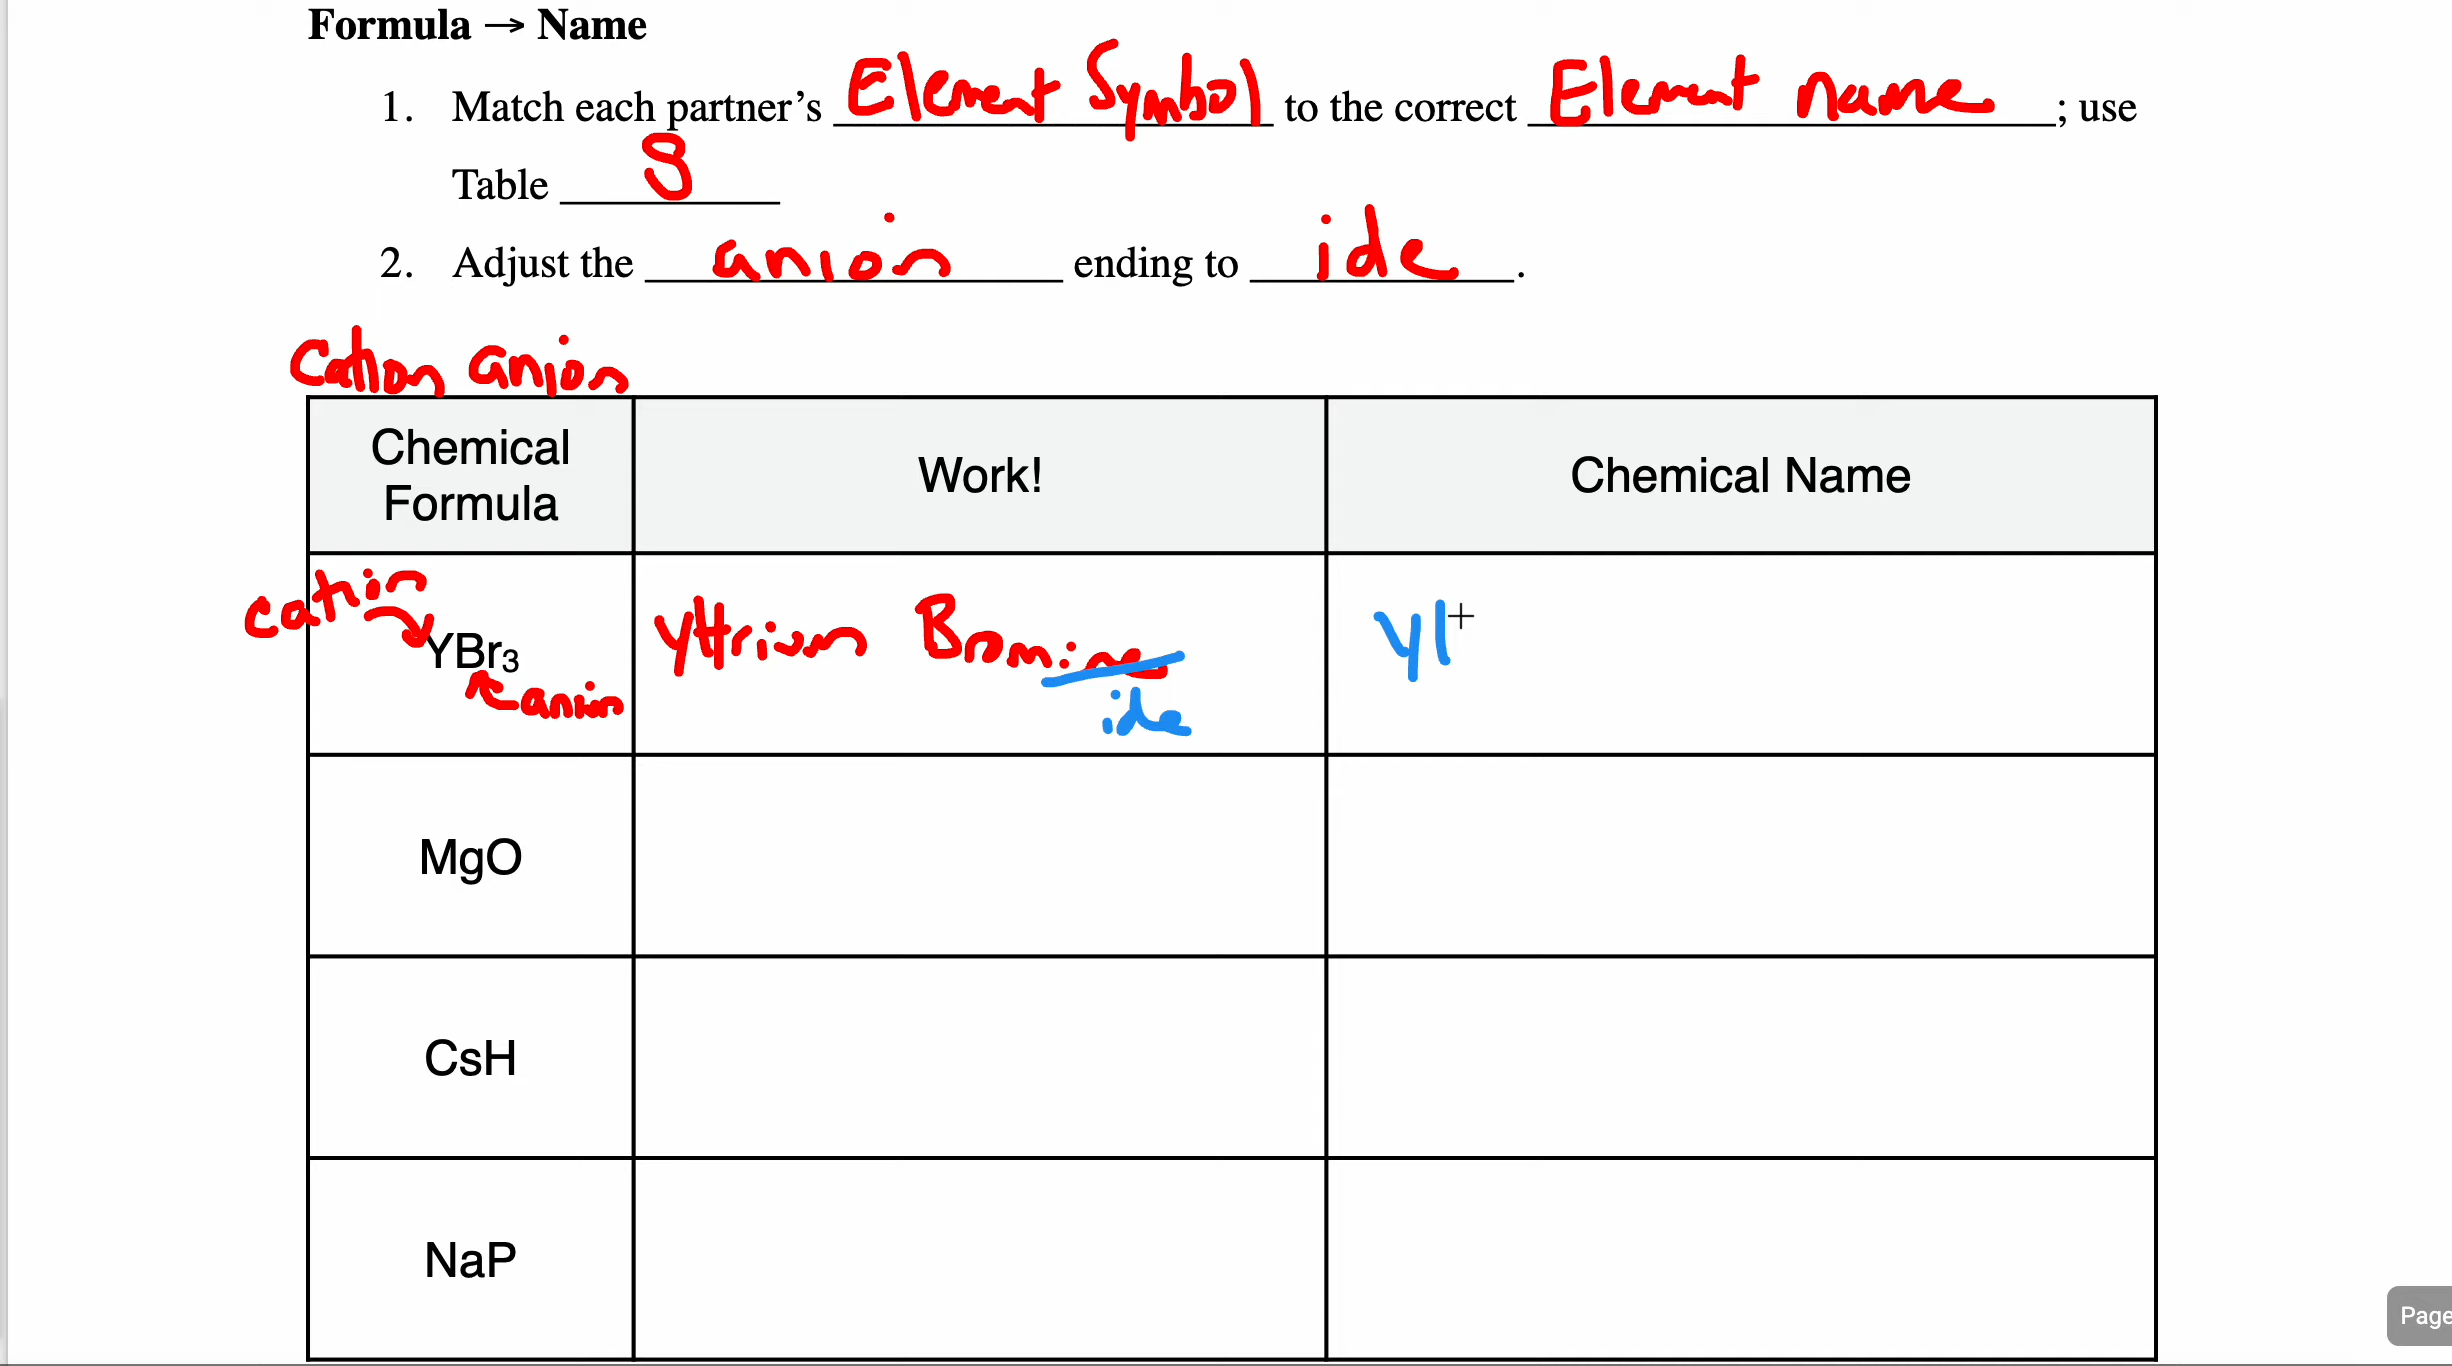 Formula → Name
1. Match each partner's Element Symbol to the correct Element name; use
Table S
2. Adjust the anion ending to ide.
Cation anion
Chemical Formula Work! Chemical Name
cation
YBr₃ yttrium Bromine yt
anion ide
MgO
CsH
NaP
Page